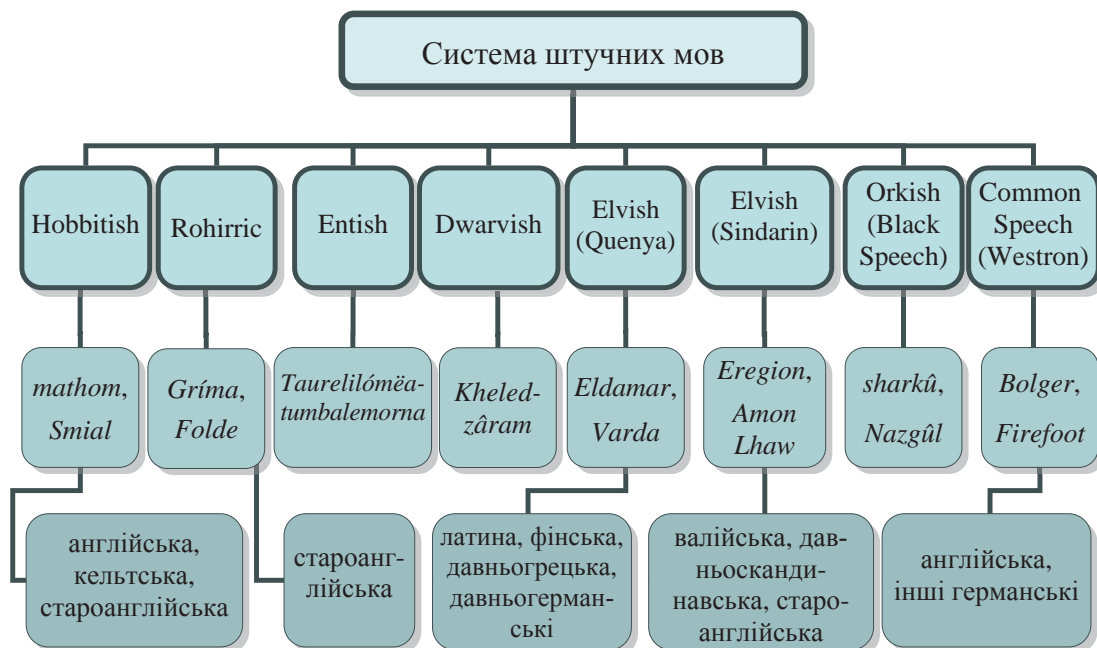 Система штучних мов
Hobbitish
Rohirric
Entish
Dwarvish
Elvish
(Quenya)
Elvish
(Sindarin)
Orkish
(Black
Speech)
Common
Speech
(Westron)
mathom,
Smial
Gríma,
Folde
Taurelilómëa-
tumbalemorna
Kheled-
zâram
Eldamar,
Varda
Eregion,
Amon
Lhaw
sharkû,
Nazgûl
Bolger,
Firefoot
англійська,
кельтська,
староанглійська
староанг-
лійська
латина, фінська,
давньогрецька,
давньогерман-
ські
валійська, дав-
ньосканди-
навська, старо-
англійська
англійська,
інші германські